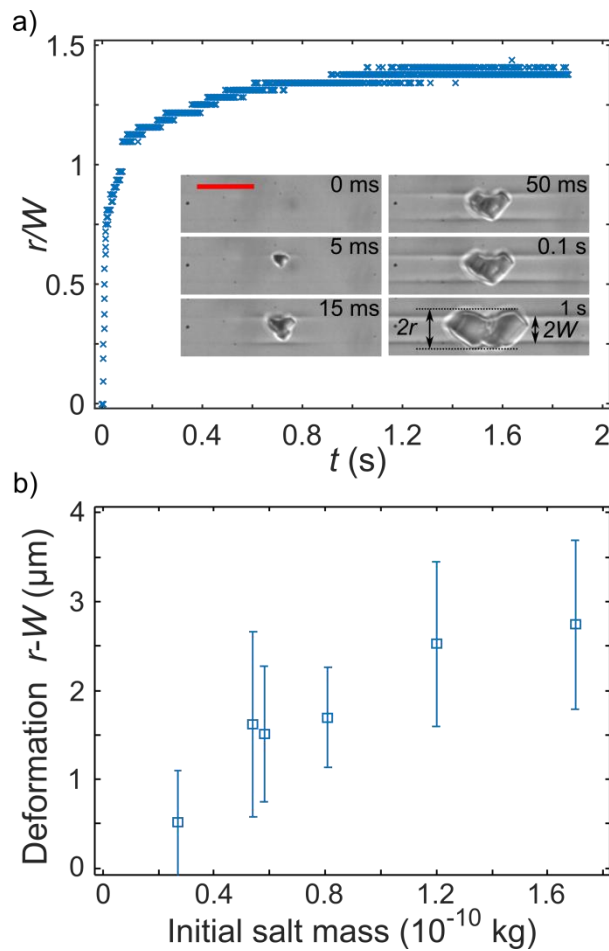 a)
1.5
1
0.5
0
r/W
0 ms
50 ms
5 ms
0.1 s
15 ms
1 s
2r
2W
0
0.4
0.8
1.2
1.6
2
t (s)
b)
4
3
2
1
0
Deformation r-W (µm)
0
0.4
0.8
1.2
1.6
Initial salt mass (10⁻¹⁰ kg)